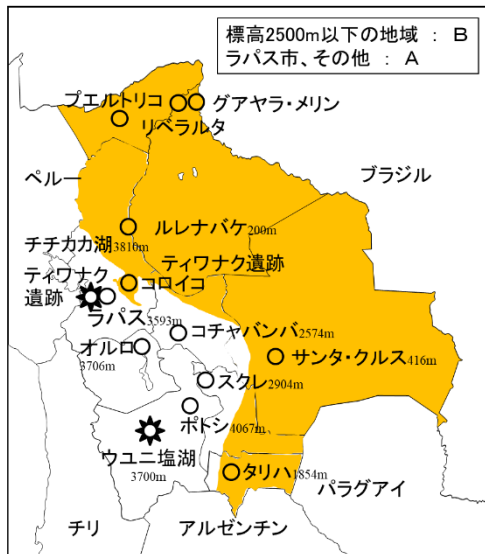 標高2500m以下の地域 : B
ラパス市、その他 : A
プエルトリコ
グアヤラ・メリン
リベラルタ
ペルー
ブラジル
ルレナバケ200m
チチカカ湖3810m
ティワナク遺跡
ティワナク
遺跡
コロイコ
ラパス3593m
コチャバンバ2574m
オルロ
3706m
サンタ・クルス416m
スクレ2904m
ポトシ4067m
ウユニ塩湖
3700m
タリハ1854m
パラグアイ
チリ
アルゼンチン